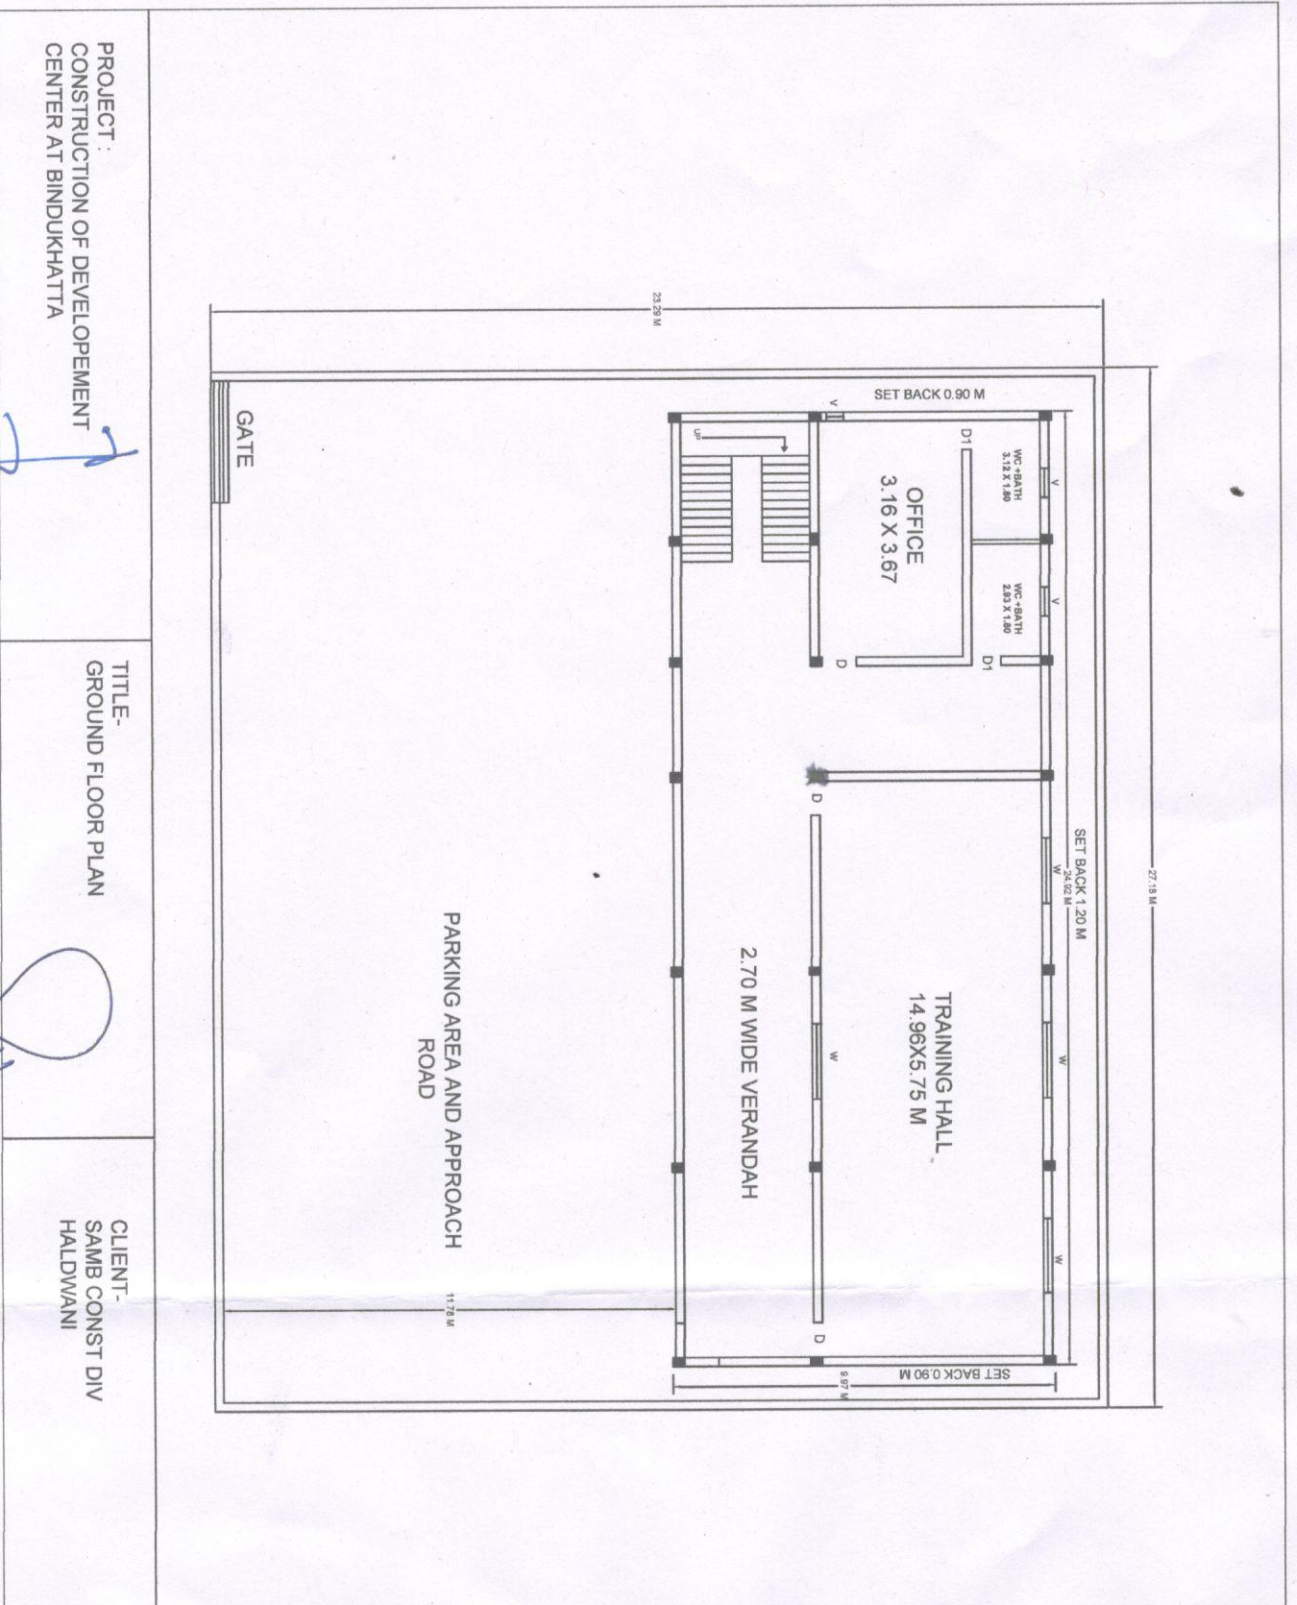 27.18 M
SET BACK 1.20 M
24.92 M
W
W
W
V
V
WC +BATH
3.12 X 1.80
WC +BATH
2.93 X 1.80
D1
D1
SET BACK 0.90 M
SET BACK 0.90 M
OFFICE
3.16 X 3.67
TRAINING HALL
14.96X5.75 M
V
D
D
W
D
9.97 M
UP
2.70 M WIDE VERANDAH
23.29 M
PARKING AREA AND APPROACH
ROAD
11.78 M
GATE
PROJECT :
CONSTRUCTION OF DEVELOPEMENT
CENTER AT BINDUKHATTA
TITLE-
GROUND FLOOR PLAN
CLIENT-
SAMB CONST DIV
HALDWANI